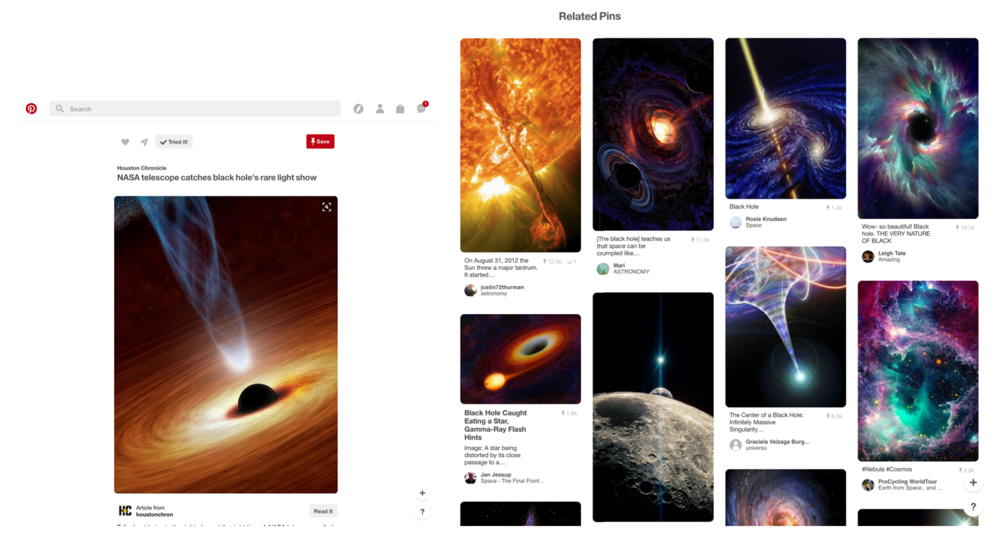 Search
1
Tried it!
Save
Houston Chronicle
NASA telescope catches black hole's rare light show
HC
Article from
houstonchron
Read It
+
?
Related Pins
On August 31, 2012 the
Sun threw a major tantrum.
It started...
12.5k
1
justin72thurman
astronomy
Black Hole Caught
Eating a Star,
Gamma-Ray Flash
Hints
1.8k
Image: A star being
distorted by its close
passage to a...
Jan Jessup
Space - The Final Front...
[The black hole] teaches us
that space can be
crumpled like...
11.3k
Mari
ASTRONOMY
Black Hole
1.4k
Rosie Knudsen
Space
The Center of a Black Hole:
Infinitely Massive
Singularity...
6.3k
Graciela Veizaga Burg...
universo
Wow- so beautiful! Black
hole. THE VERY NATURE
OF BLACK
16.1k
Leigh Tate
Amazing
#Nebula #Cosmos
3.9k
ProCycling WorldTour
Earth from Space.. and ...
+
?